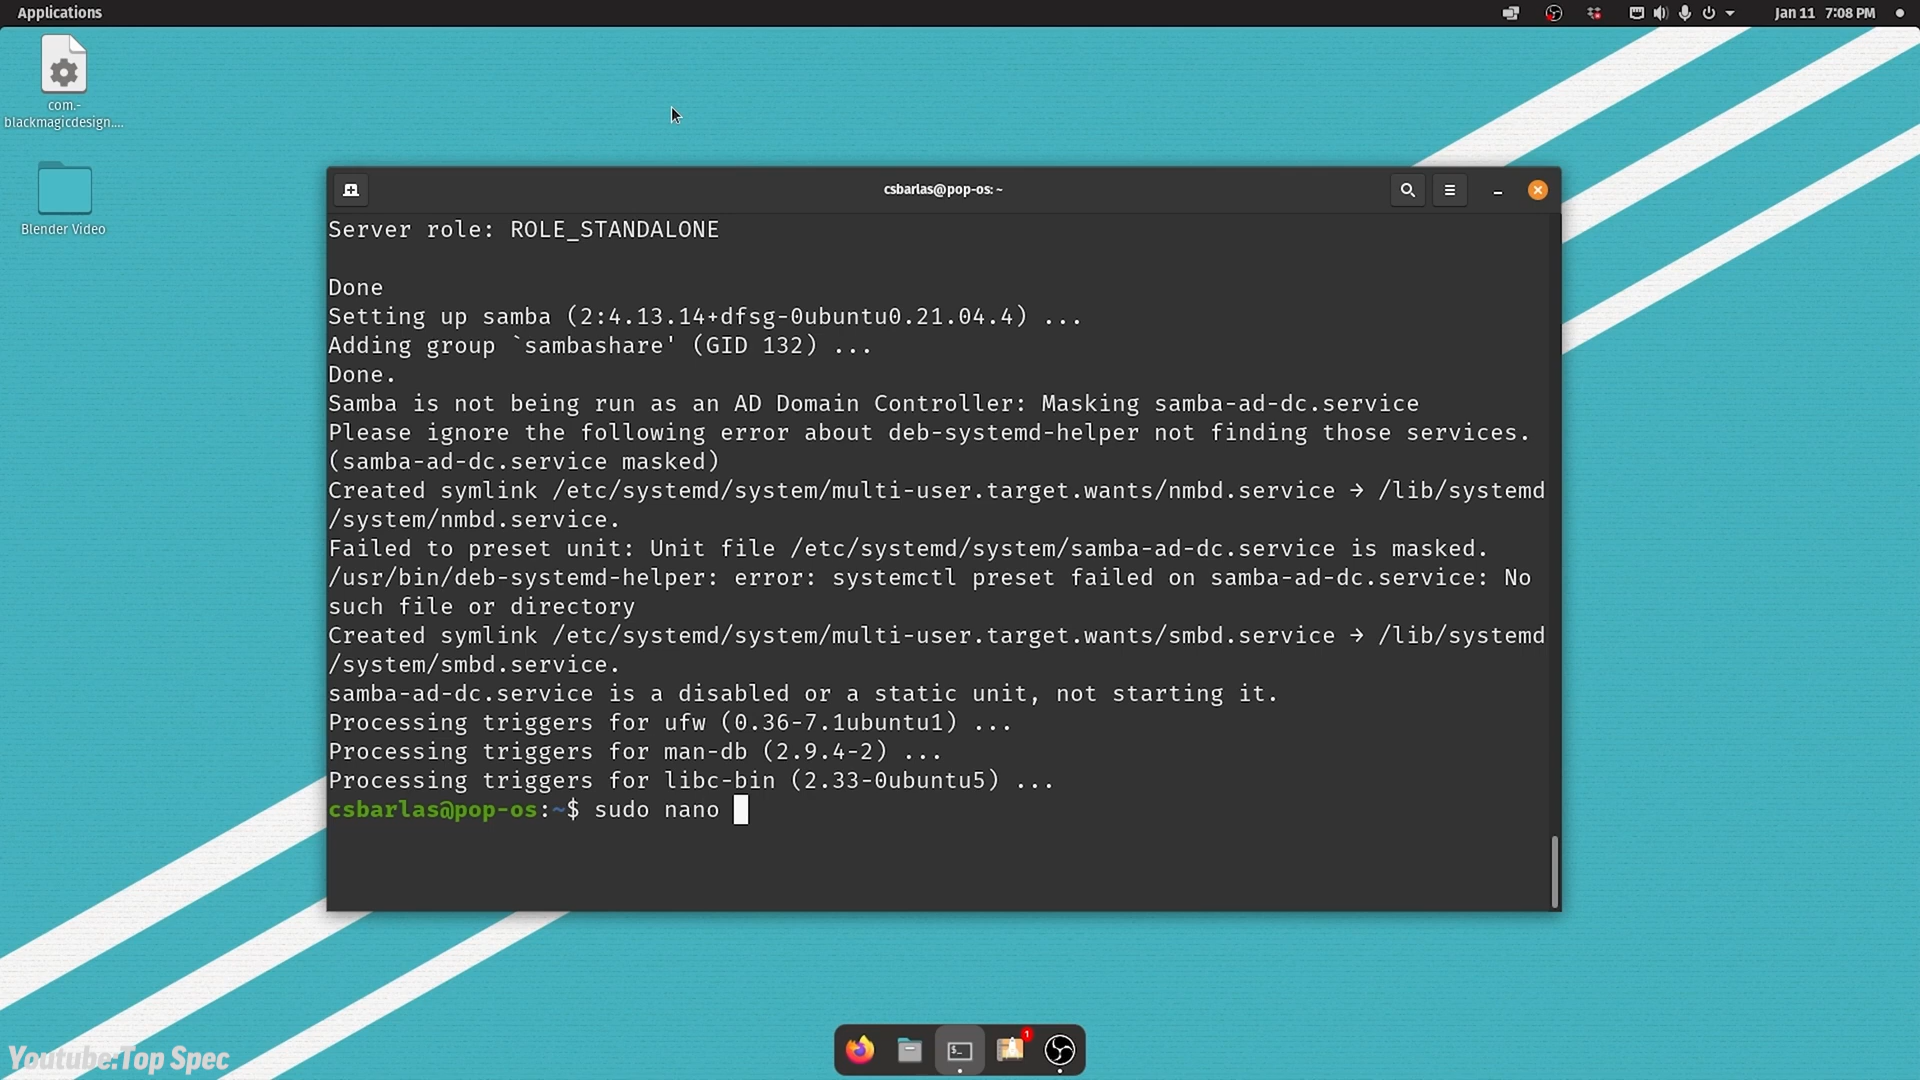 Applications
Jan 11 7:08 PM
com.-
blackmagicdesign....
Blender Video
csbarlas@pop-os: ~
Server role: ROLE_STANDALONE
Done
Setting up samba (2:4.13.14+dfsg-0ubuntu0.21.04.4) ...
Adding group `sambashare' (GID 132) ...
Done.
Samba is not being run as an AD Domain Controller: Masking samba-ad-dc.service
Please ignore the following error about deb-systemd-helper not finding those services.
(samba-ad-dc.service masked)
Created symlink /etc/systemd/system/multi-user.target.wants/nmbd.service → /lib/systemd
/system/nmbd.service.
Failed to preset unit: Unit file /etc/systemd/system/samba-ad-dc.service is masked.
/usr/bin/deb-systemd-helper: error: systemctl preset failed on samba-ad-dc.service: No
such file or directory
Created symlink /etc/systemd/system/multi-user.target.wants/smbd.service → /lib/systemd
/system/smbd.service.
samba-ad-dc.service is a disabled or a static unit, not starting it.
Processing triggers for ufw (0.36-7.1ubuntu1) ...
Processing triggers for man-db (2.9.4-2) ...
Processing triggers for libc-bin (2.33-0ubuntu5) ...
csbarlas@pop-os:~$ sudo nano
1
Youtube:Top Spec